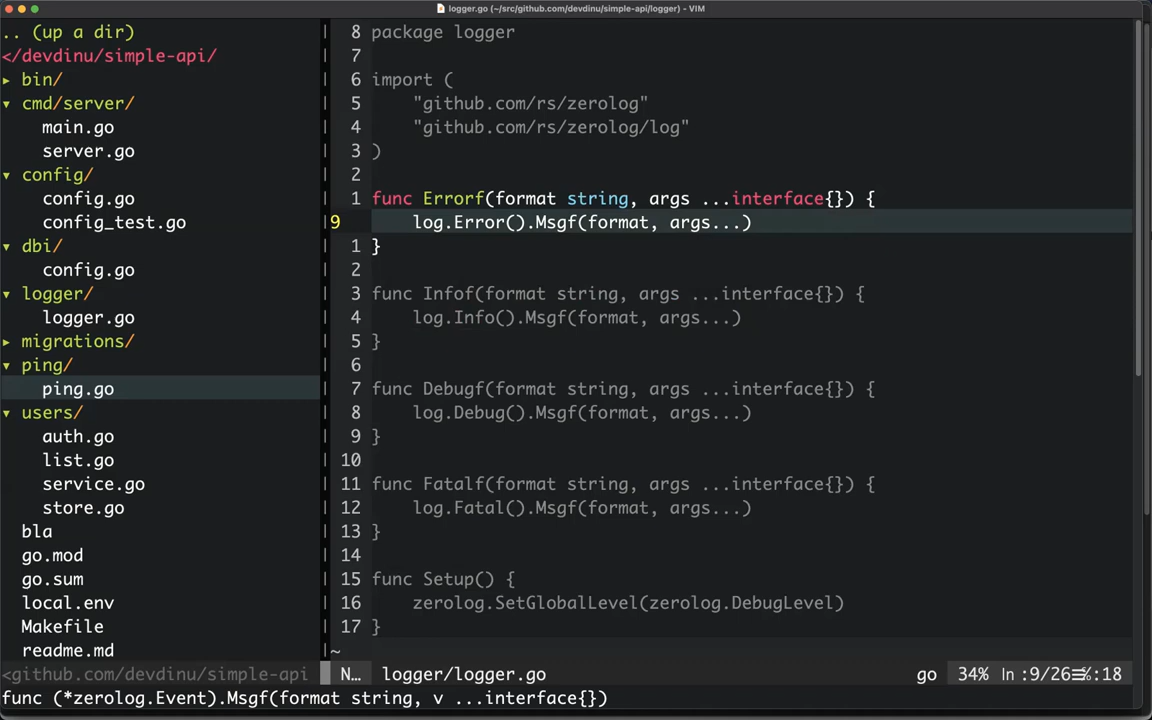 logger.go (~/src/github.com/devdinu/simple-api/logger) - VIM
.. (up a dir)
</devdinu/simple-api/
▸ bin/
▾ cmd/server/
main.go
server.go
▾ config/
config.go
config_test.go
▾ dbi/
config.go
▾ logger/
logger.go
▸ migrations/
▾ ping/
ping.go
▾ users/
auth.go
list.go
service.go
store.go
bla
go.mod
go.sum
local.env
Makefile
readme.md
<github.com/devdinu/simple-api
8 package logger
7
6 import (
5 "github.com/rs/zerolog"
4 "github.com/rs/zerolog/log"
3 )
2
1 func Errorf(format string, args ...interface{}) {
9 log.Error().Msgf(format, args...)
1 }
2
3 func Infof(format string, args ...interface{}) {
4 log.Info().Msgf(format, args...)
5 }
6
7 func Debugf(format string, args ...interface{}) {
8 log.Debug().Msgf(format, args...)
9 }
10
11 func Fatalf(format string, args ...interface{}) {
12 log.Fatal().Msgf(format, args...)
13 }
14
15 func Setup() {
16 zerolog.SetGlobalLevel(zerolog.DebugLevel)
17 }
~
N… logger/logger.go go 34% ln :9/26☰℅:18
func (*zerolog.Event).Msgf(format string, v ...interface{})